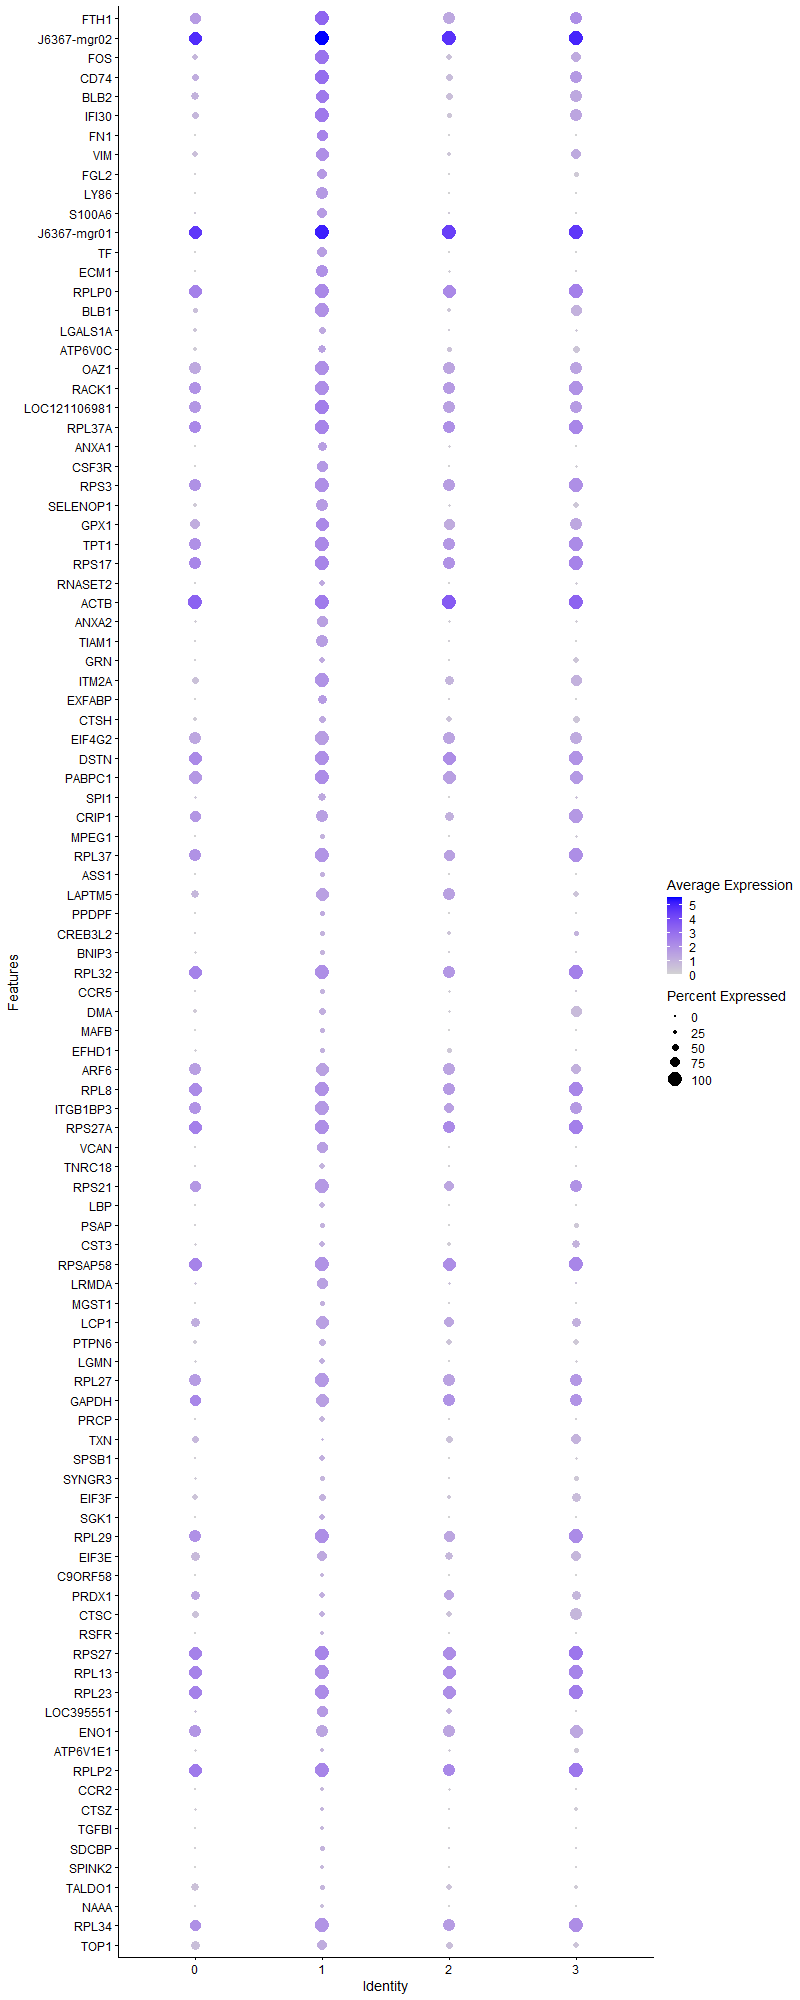 FTH1
J6367-mgr02
FOS
CD74
BLB2
IFI30
FN1
VIM
FGL2
LY86
S100A6
J6367-mgr01
TF
ECM1
RPLP0
BLB1
LGALS1A
ATP6V0C
OAZ1
RACK1
LOC121106981
RPL37A
ANXA1
CSF3R
RPS3
SELENOP1
GPX1
TPT1
RPS17
RNASET2
ACTB
ANXA2
TIAM1
GRN
ITM2A
EXFABP
CTSH
EIF4G2
DSTN
PABPC1
SPI1
CRIP1
MPEG1
RPL37
ASS1
LAPTM5
PPDPF
CREB3L2
BNIP3
RPL32
CCR5
DMA
MAFB
EFHD1
ARF6
RPL8
ITGB1BP3
RPS27A
VCAN
TNRC18
RPS21
LBP
PSAP
CST3
RPSAP58
LRMDA
MGST1
LCP1
PTPN6
LGMN
RPL27
GAPDH
PRCP
TXN
SPSB1
SYNGR3
EIF3F
SGK1
RPL29
EIF3E
C9ORF58
PRDX1
CTSC
RSFR
RPS27
RPL13
RPL23
LOC395551
ENO1
ATP6V1E1
RPLP2
CCR2
CTSZ
TGFBI
SDCBP
SPINK2
TALDO1
NAAA
RPL34
TOP1
Features
0 1 2 3
Identity
Average Expression
5
4
3
2
1
0
Percent Expressed
0
25
50
75
100